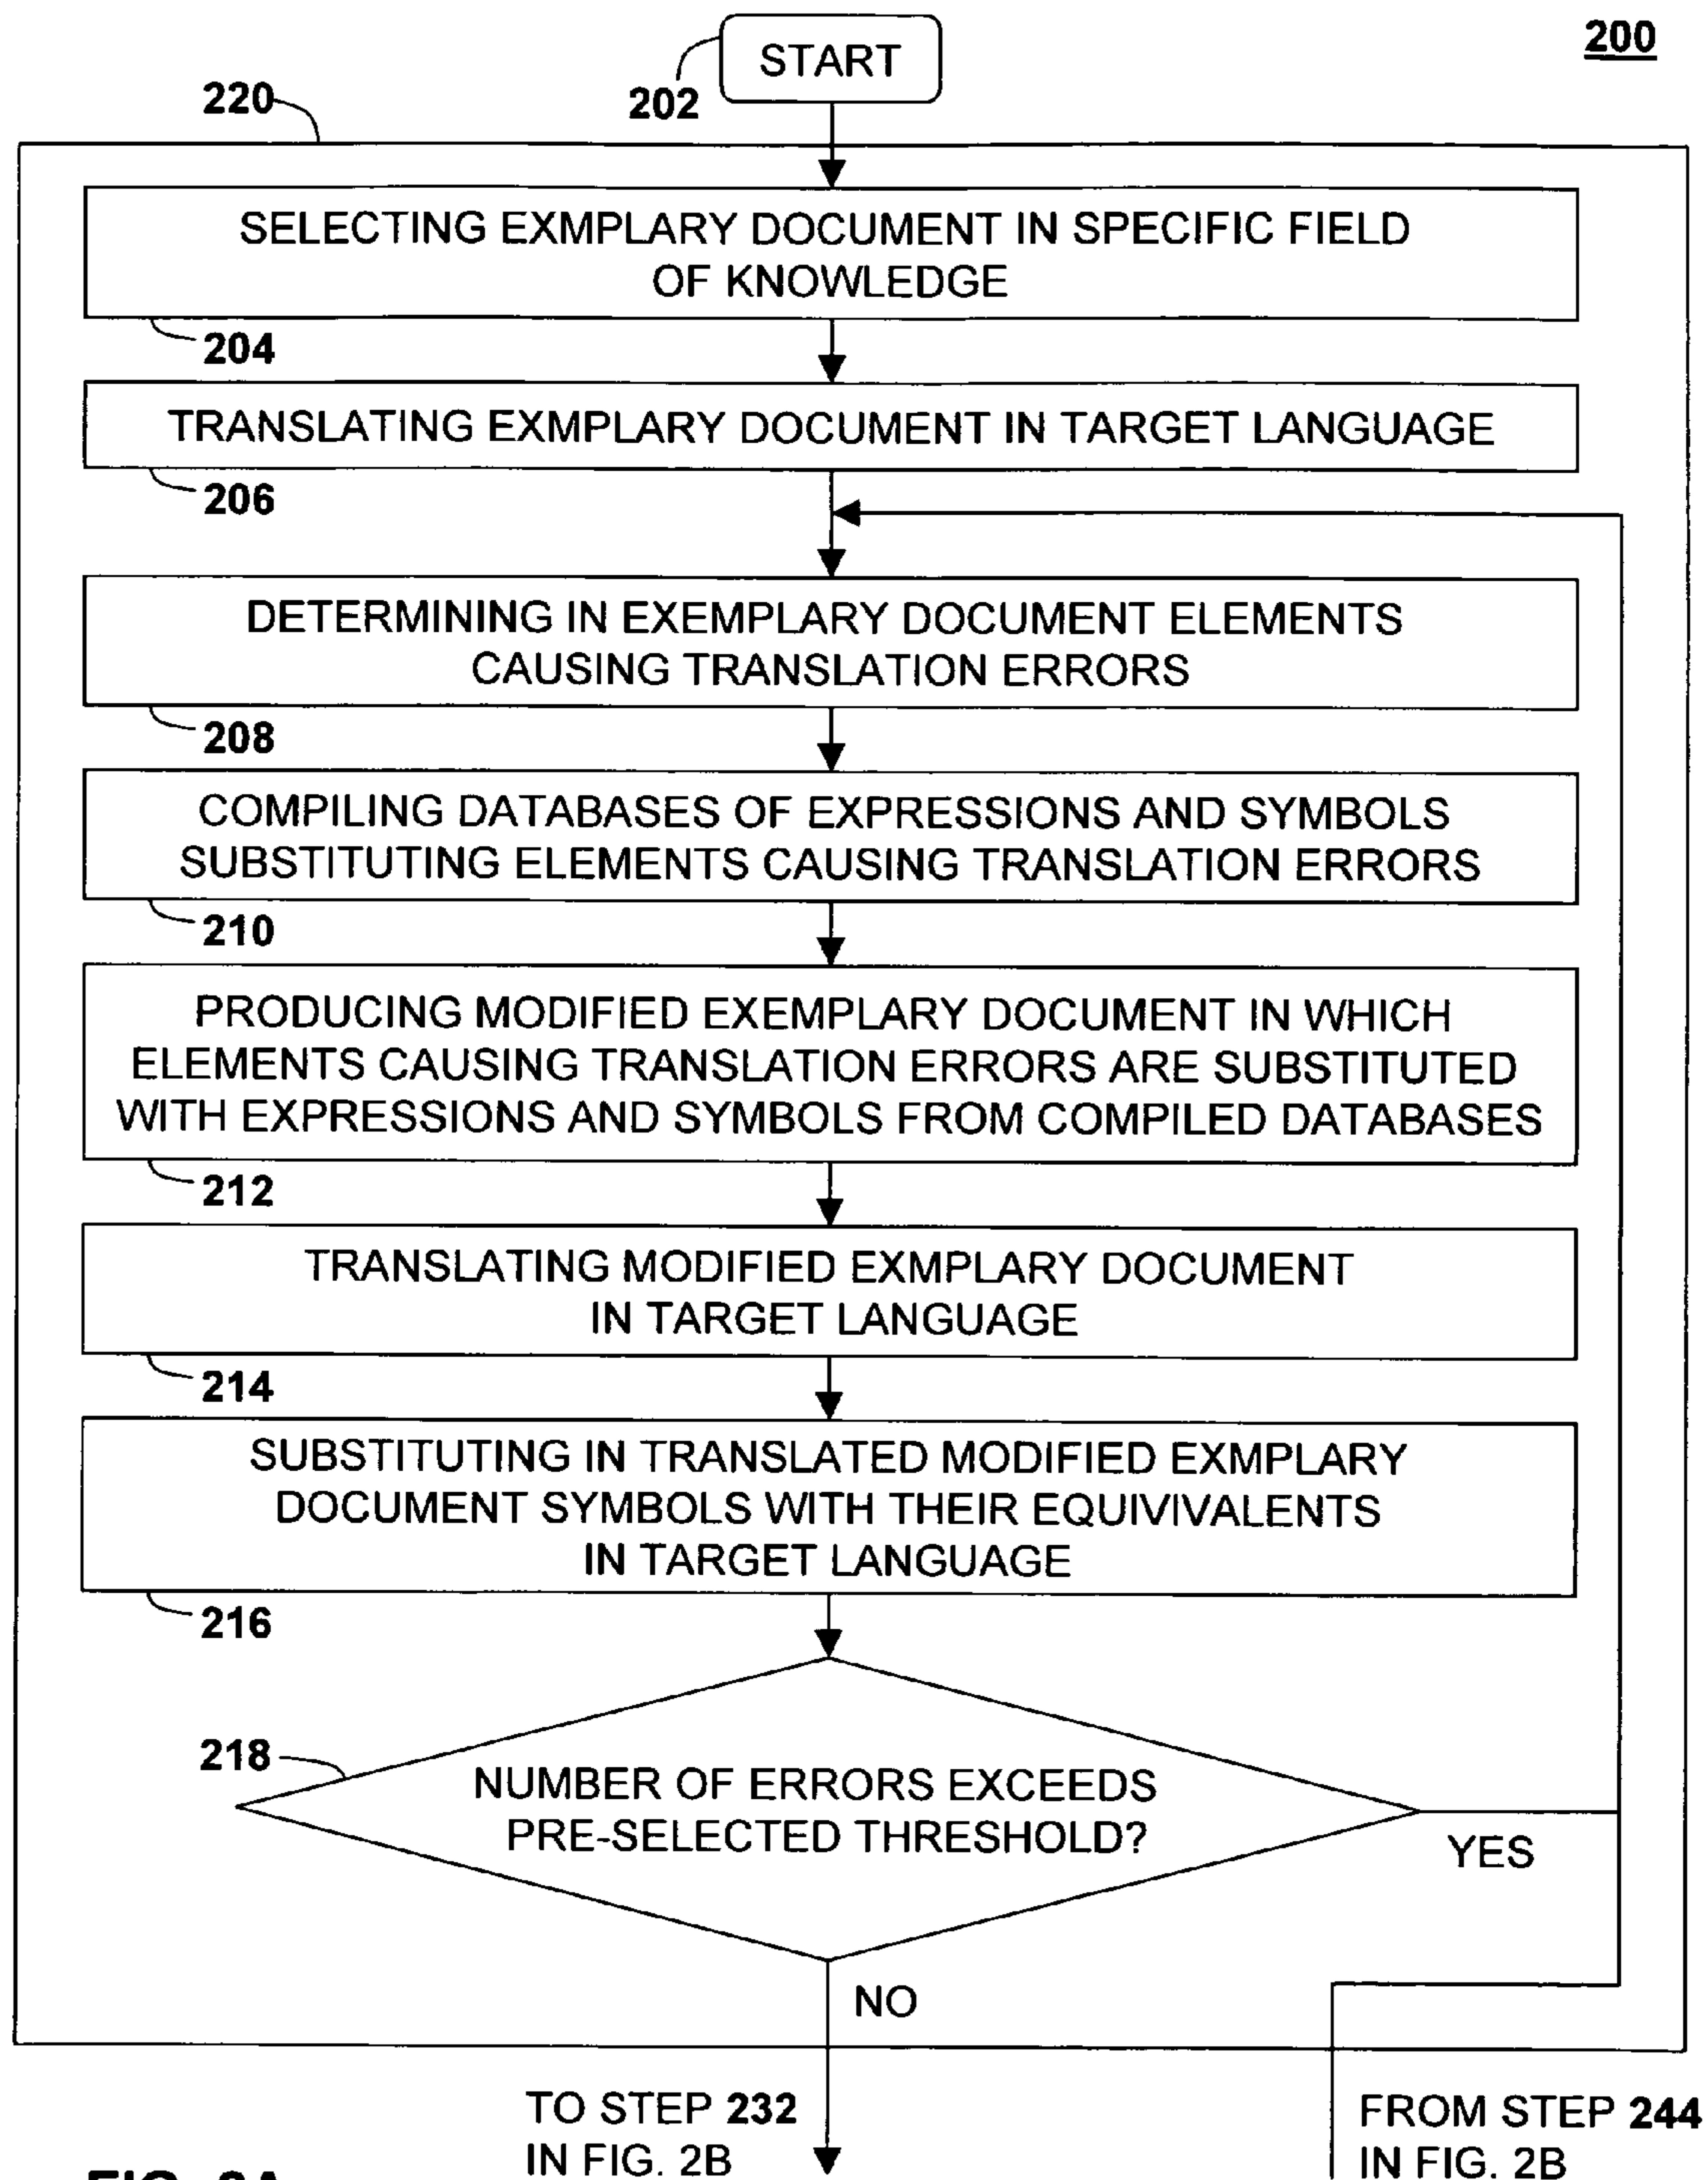 200
START
202
220
SELECTING EXMPLARY DOCUMENT IN SPECIFIC FIELD
OF KNOWLEDGE
204
TRANSLATING EXMPLARY DOCUMENT IN TARGET LANGUAGE
206
DETERMINING IN EXEMPLARY DOCUMENT ELEMENTS
CAUSING TRANSLATION ERRORS
208
COMPILING DATABASES OF EXPRESSIONS AND SYMBOLS
SUBSTITUTING ELEMENTS CAUSING TRANSLATION ERRORS
210
PRODUCING MODIFIED EXEMPLARY DOCUMENT IN WHICH
ELEMENTS CAUSING TRANSLATION ERRORS ARE SUBSTITUTED
WITH EXPRESSIONS AND SYMBOLS FROM COMPILED DATABASES
212
TRANSLATING MODIFIED EXMPLARY DOCUMENT
IN TARGET LANGUAGE
214
SUBSTITUTING IN TRANSLATED MODIFIED EXMPLARY
DOCUMENT SYMBOLS WITH THEIR EQUIVIVALENTS
IN TARGET LANGUAGE
216
218
NUMBER OF ERRORS EXCEEDS
PRE-SELECTED THRESHOLD?
YES
NO
TO STEP 232
IN FIG. 2B
FROM STEP 244
IN FIG. 2B
FIG. 2A